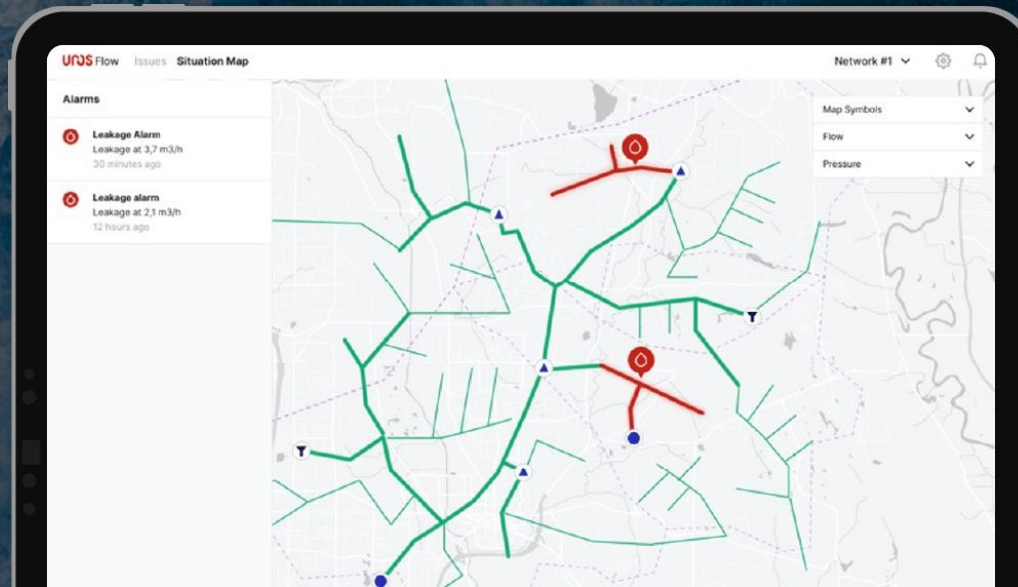 UROS Flow Issues Situation Map Network #1
Alarms
Leakage Alarm
Leakage at 3,7 m3/h
30 minutes ago
Leakage alarm
Leakage at 2,1 m3/h
12 hours ago
Map Symbols
Flow
Pressure